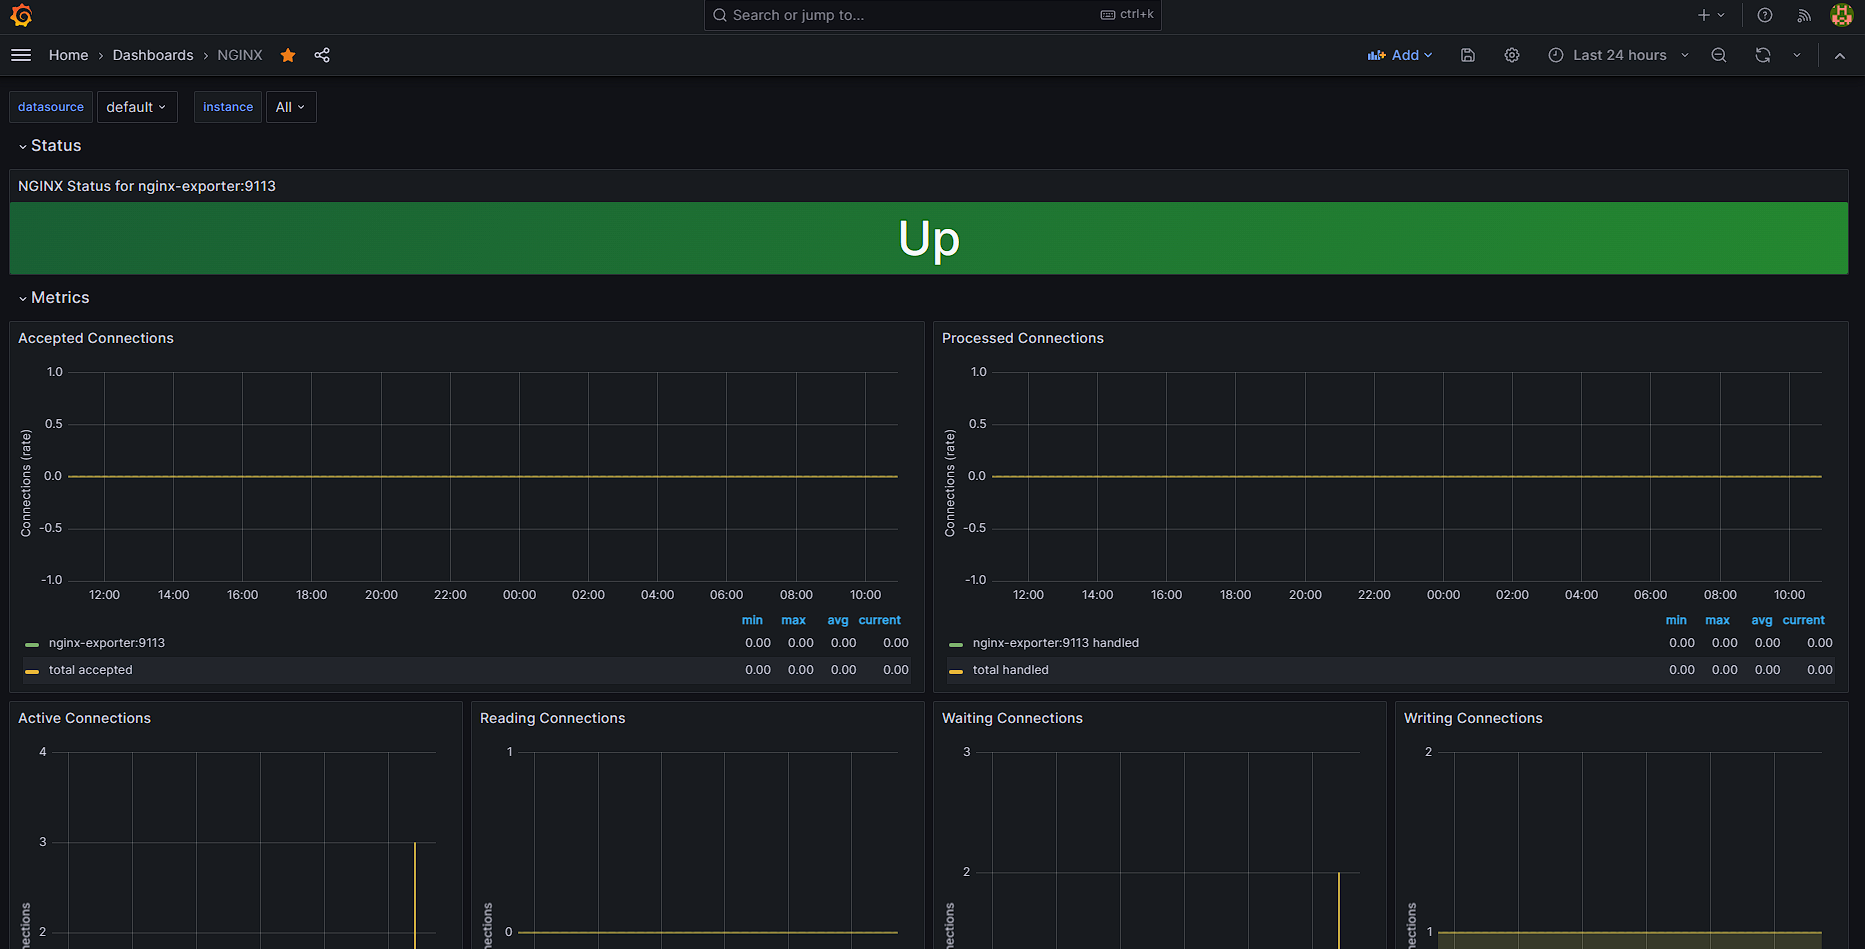 Search or jump to... ctrl+k
Home › Dashboards › NGINX Add Last 24 hours
datasource default instance All
Status
NGINX Status for nginx-exporter:9113
Up
Metrics
Accepted Connections
1.0
0.5
0.0
-0.5
-1.0
Connections (rate)
12:00 14:00 16:00 18:00 20:00 22:00 00:00 02:00 04:00 06:00 08:00 10:00
min max avg current
nginx-exporter:9113 0.00 0.00 0.00 0.00
total accepted 0.00 0.00 0.00 0.00
Processed Connections
1.0
0.5
0.0
-0.5
-1.0
Connections (rate)
12:00 14:00 16:00 18:00 20:00 22:00 00:00 02:00 04:00 06:00 08:00 10:00
min max avg current
nginx-exporter:9113 handled 0.00 0.00 0.00 0.00
total handled 0.00 0.00 0.00 0.00
Active Connections
4
3
2
nections
Reading Connections
1
0
nections
Waiting Connections
3
2
nections
Writing Connections
2
1
nections